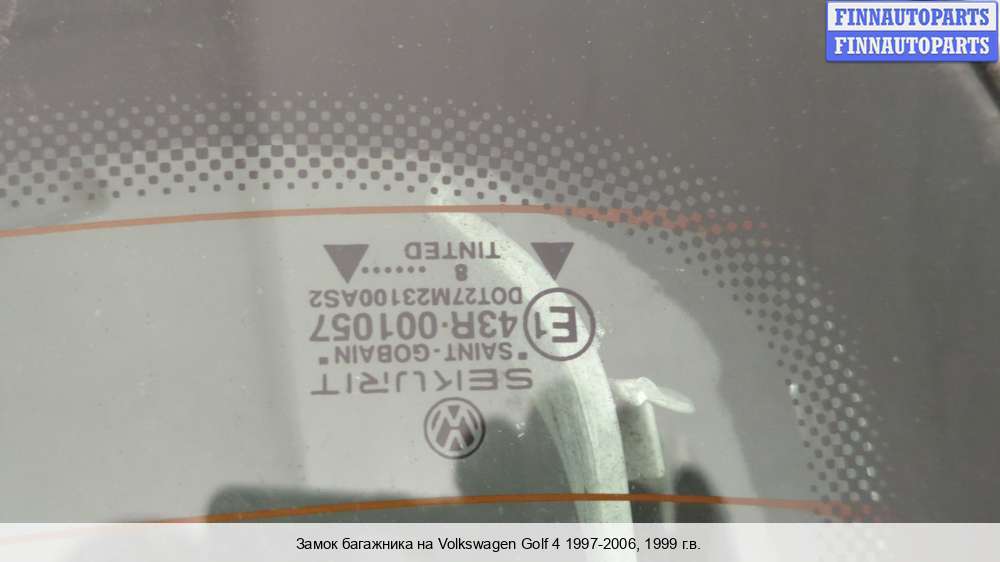 FINNAUTOPARTS
FINNAUTOPARTS
SEKURIT
"SAINT-GOBAIN"
E1 43R-001057
DOT27M23100AS2
8
TINTED
Замок багажника на Volkswagen Golf 4 1997-2006, 1999 г.в.